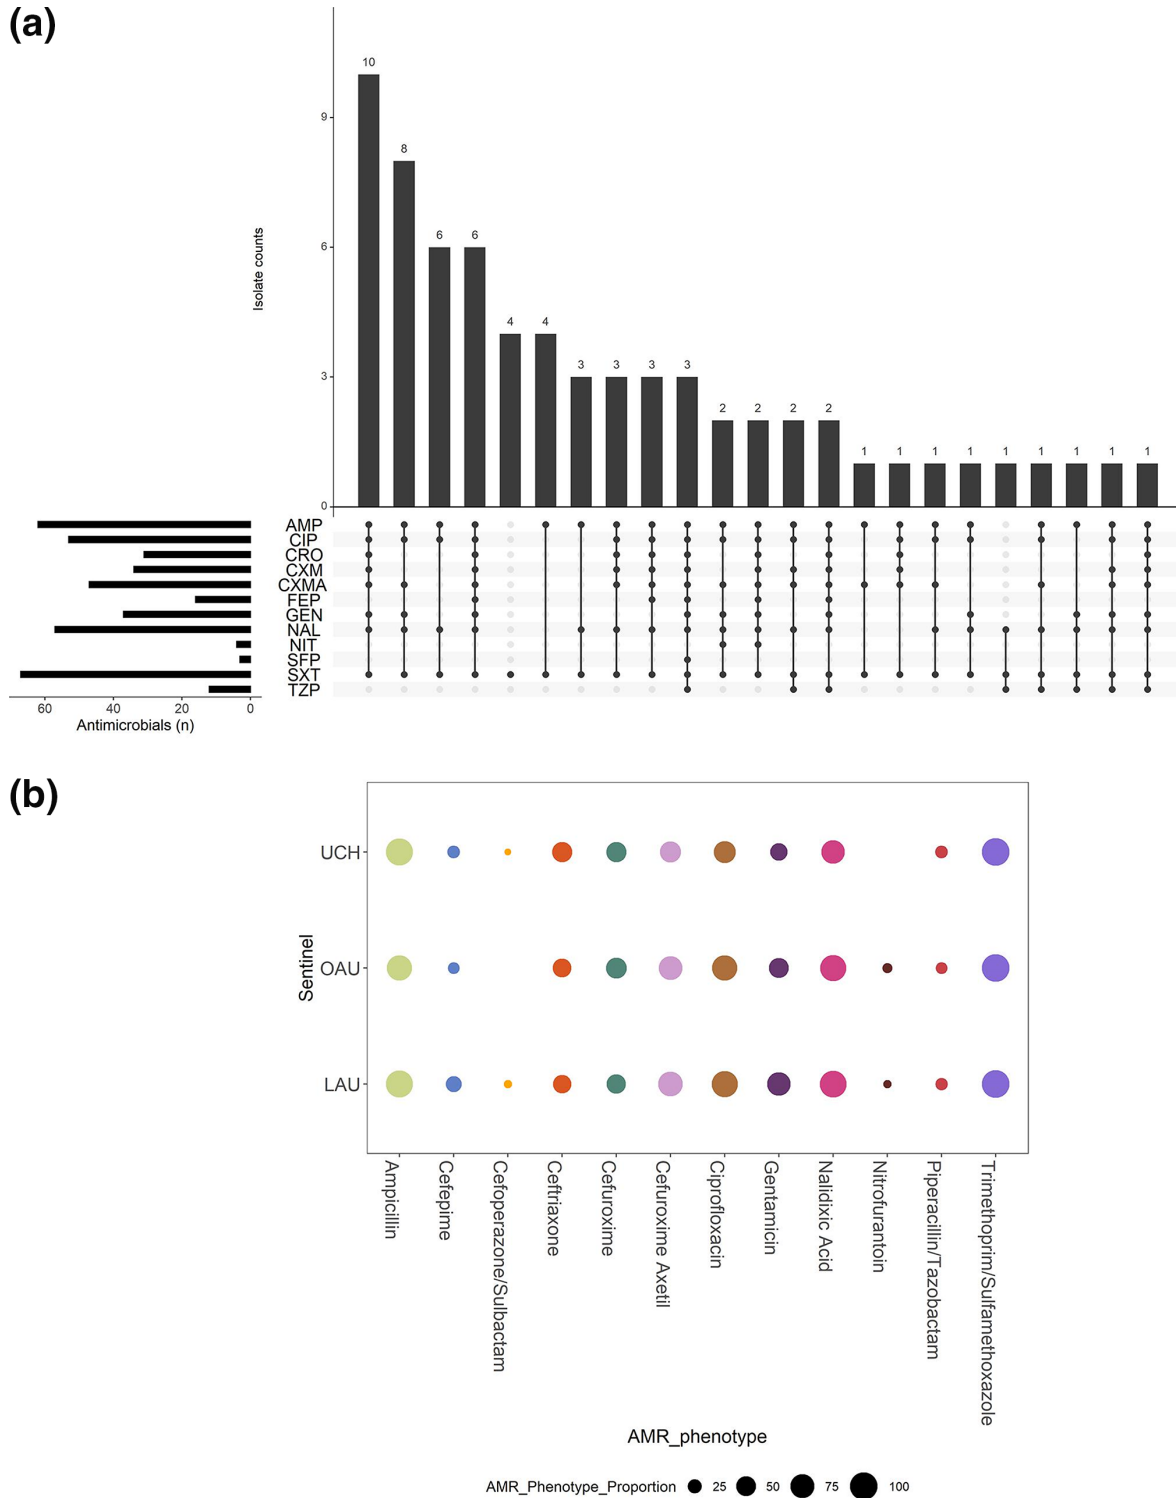 (a)
10
8
6 6
4 4
3 3 3 3
2 2 2 2
1 1 1 1 1 1 1 1 1
9
6
3
0
Isolate counts
AMP
CIP
CRO
CXM
CXMA
FEP
GEN
NAL
NIT
SFP
SXT
TZP
60 40 20 0
Antimicrobials (n)
(b)
Sentinel
UCH
OAU
LAU
Ampicillin
Cefepime
Cefoperazone/Sulbactam
Ceftriaxone
Cefuroxime
Cefuroxime Axetil
Ciprofloxacin
Gentamicin
Nalidixic Acid
Nitrofurantoin
Piperacillin/Tazobactam
Trimethoprim/Sulfamethoxazole
AMR_phenotype
AMR_Phenotype_Proportion 25 50 75 100